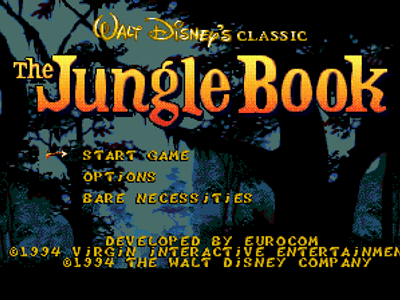 WALT DISNEY'S CLASSIC
The Jungle Book
START GAME
OPTIONS
BARE NECESSITIES
DEVELOPED BY EUROCOM
©1994 VIRGIN INTERACTIVE ENTERTAINMEN
©1994 THE WALT DISNEY COMPANY